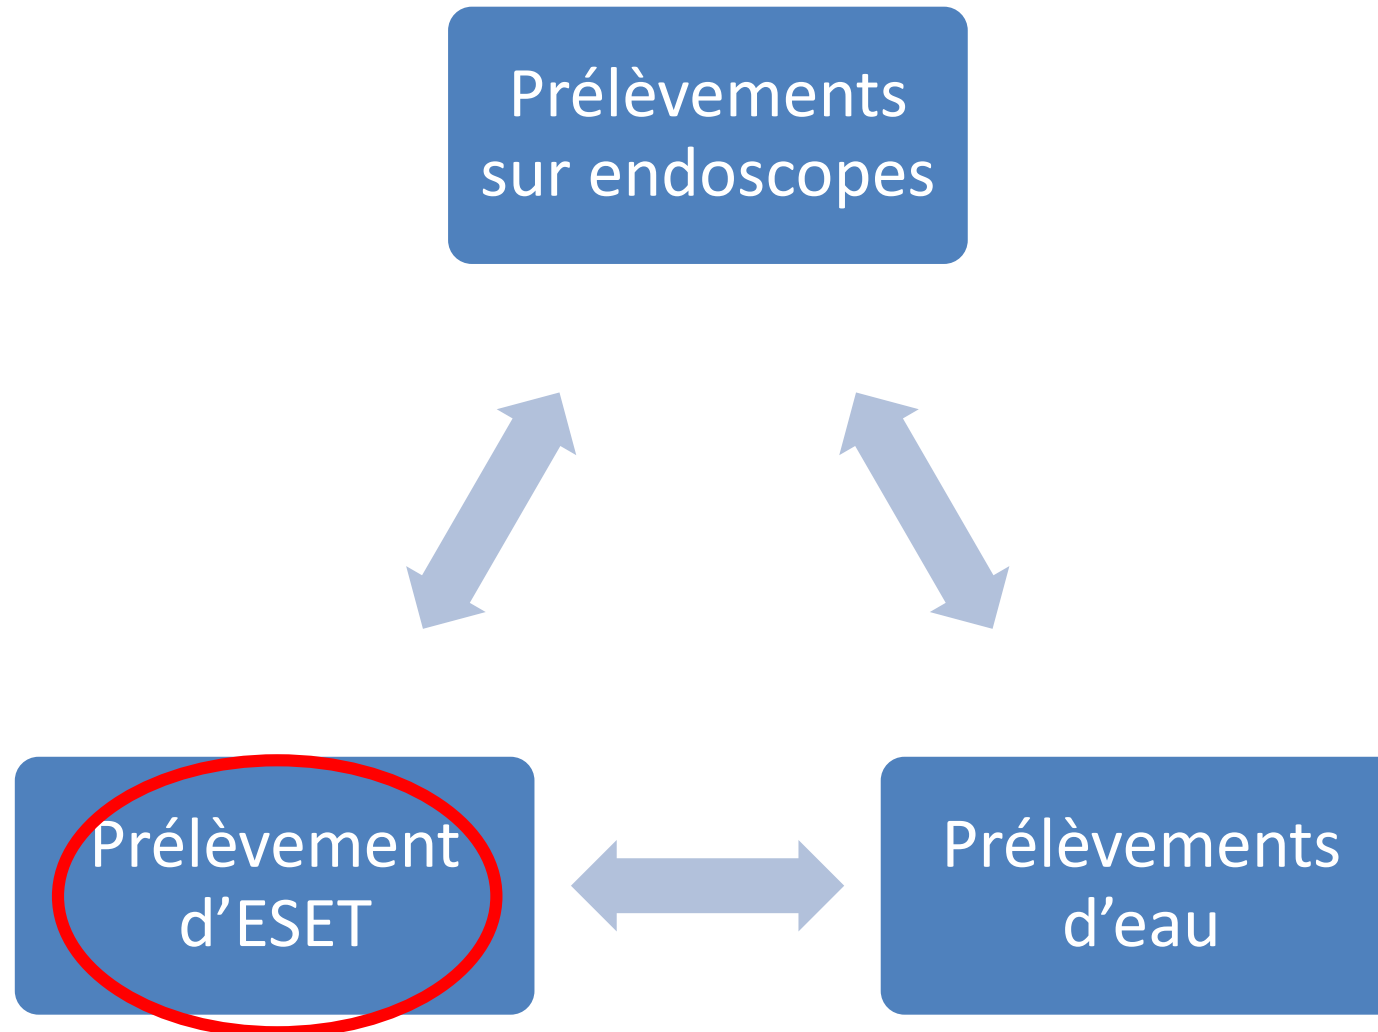 Prélèvements
sur endoscopes
Prélèvement
d’ESET
Prélèvements
d’eau